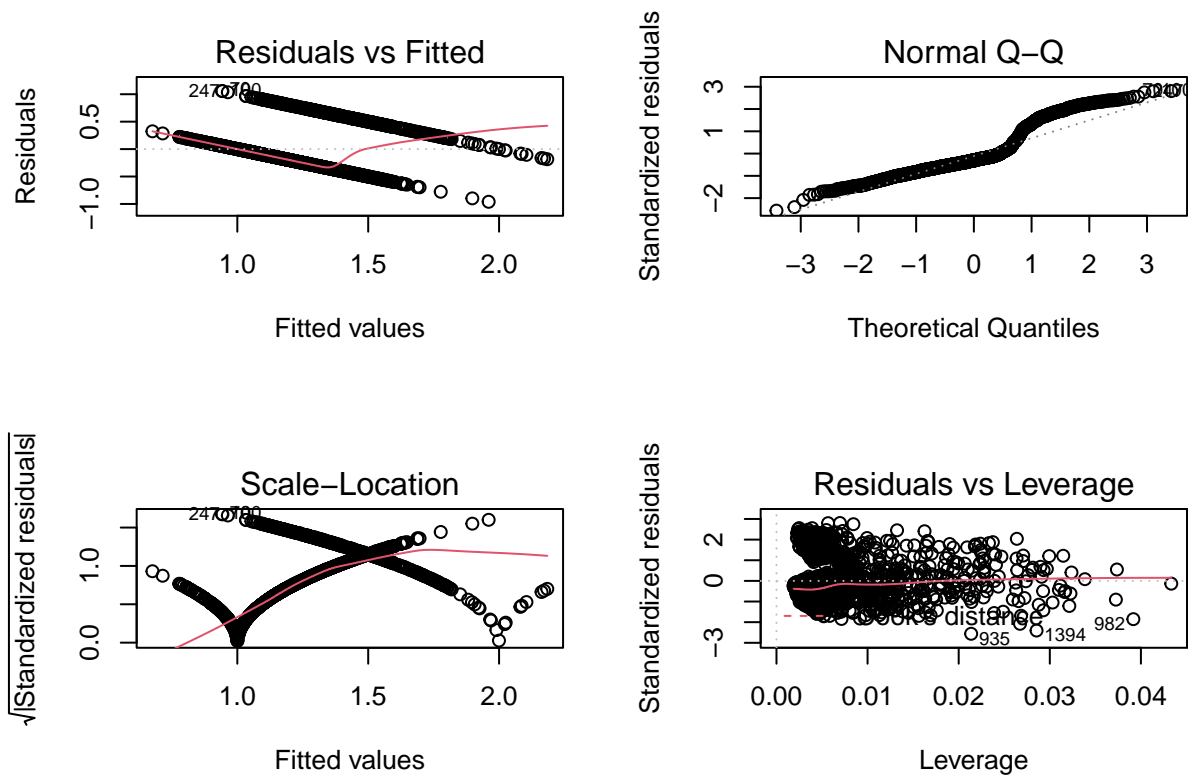 Residuals vs Fitted
Residuals
0.5
−1.0
1.0 1.5 2.0
Fitted values
Normal Q−Q
Standardized residuals
3
1
−2
−3 −2 −1 0 1 2 3
Theoretical Quantiles
Scale−Location
√|Standardized residuals|
247
1.0
0.0
1.0 1.5 2.0
Fitted values
Residuals vs Leverage
Standardized residuals
2
0
−3
distance
935
1394
982
0.00 0.01 0.02 0.03 0.04
Leverage